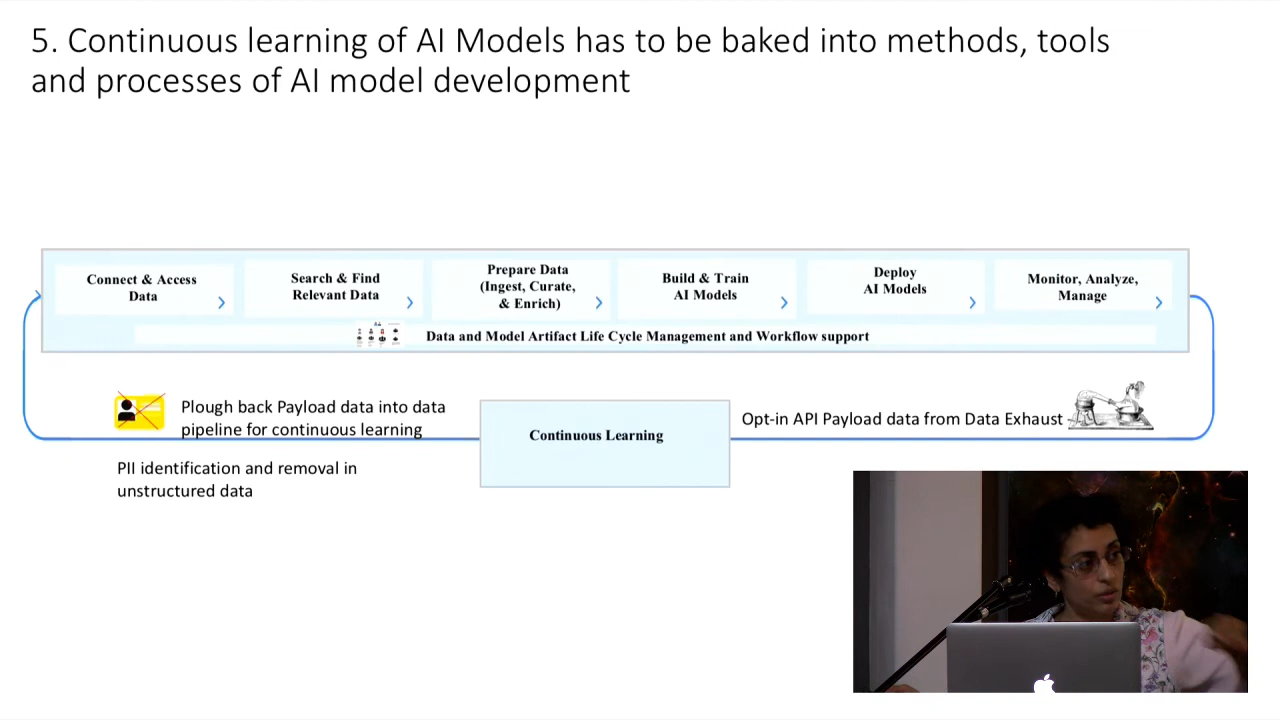 5. Continuous learning of AI Models has to be baked into methods, tools
and processes of AI model development
Connect & Access
Data
Search & Find
Relevant Data
Prepare Data
(Ingest, Curate,
& Enrich)
Build & Train
AI Models
Deploy
AI Models
Monitor, Analyze,
Manage
Data and Model Artifact Life Cycle Management and Workflow support
Plough back Payload data into data
pipeline for continuous learning
Continuous Learning
Opt-in API Payload data from Data Exhaust
PII identification and removal in
unstructured data